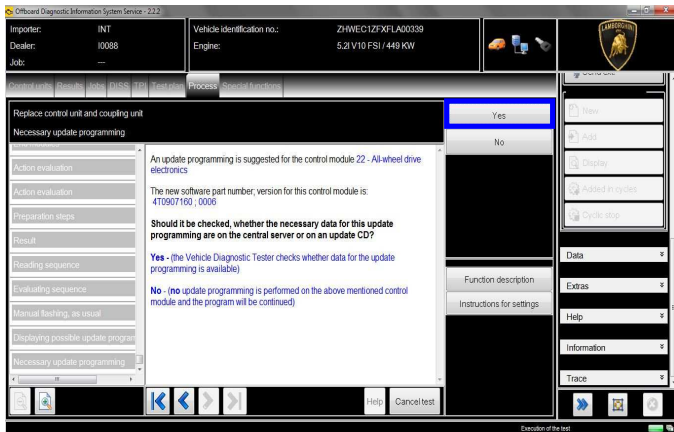 Offboard Diagnostic Information System Service - 2.2.2
Importer: INT
Dealer: I0088
Job: ---
Vehicle identification no.: ZHWEC1ZFXFLA00339
Engine: 5.2l V10 FSI / 449 KW
LAMBORGHINI
Control units Results Jobs DISS TPI Test plan Process Special functions
Replace control unit and coupling unit
Necessary update programming
Action evaluation
Action evaluation
Preparation steps
Result
Reading sequence
Evaluating sequence
Manual flashing, as usual
Displaying possible update program
Necessary update programming
An update programming is suggested for the control module 22 - All-wheel drive
electronics
The new software part number; version for this control module is:
4T0907160 ; 0006
Should it be checked, whether the necessary data for this update
programming are on the central server or on an update CD?
Yes - (the Vehicle Diagnostic Tester checks whether data for the update
programming is available)
No - (no update programming is performed on the above mentioned control
module and the program will be continued)
Help
Cancel test
Yes
No
Function description
Instructions for settings
New
Add
Display
Added in cycles
Cyclic stop
Data
Extras
Help
Information
Trace
Execution of the test